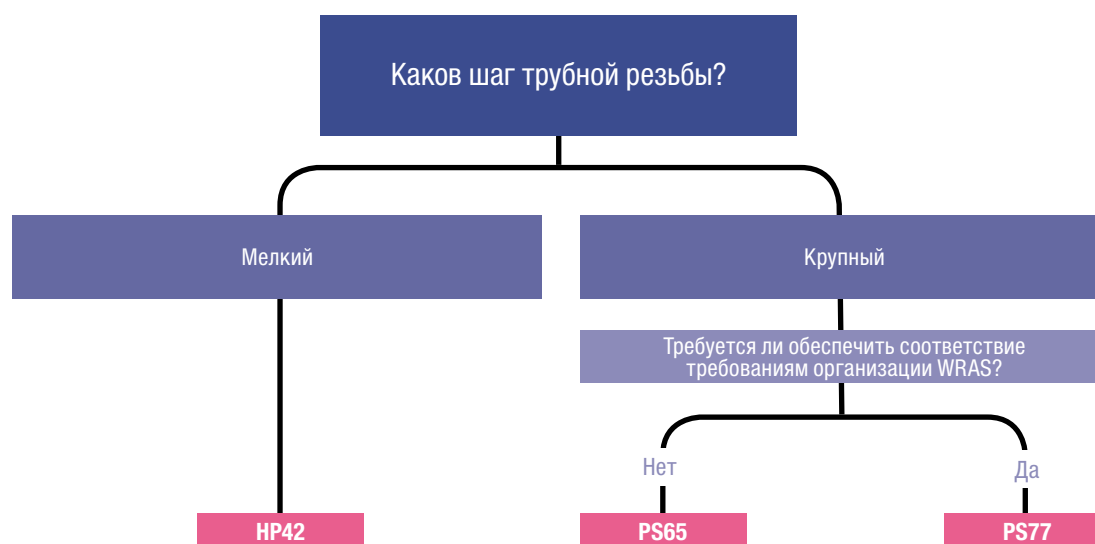 Каков шаг трубной резьбы?
Мелкий
Крупный
Требуется ли обеспечить соответствие
требованиям организации WRAS?
Нет
Да
HP42
PS65
PS77